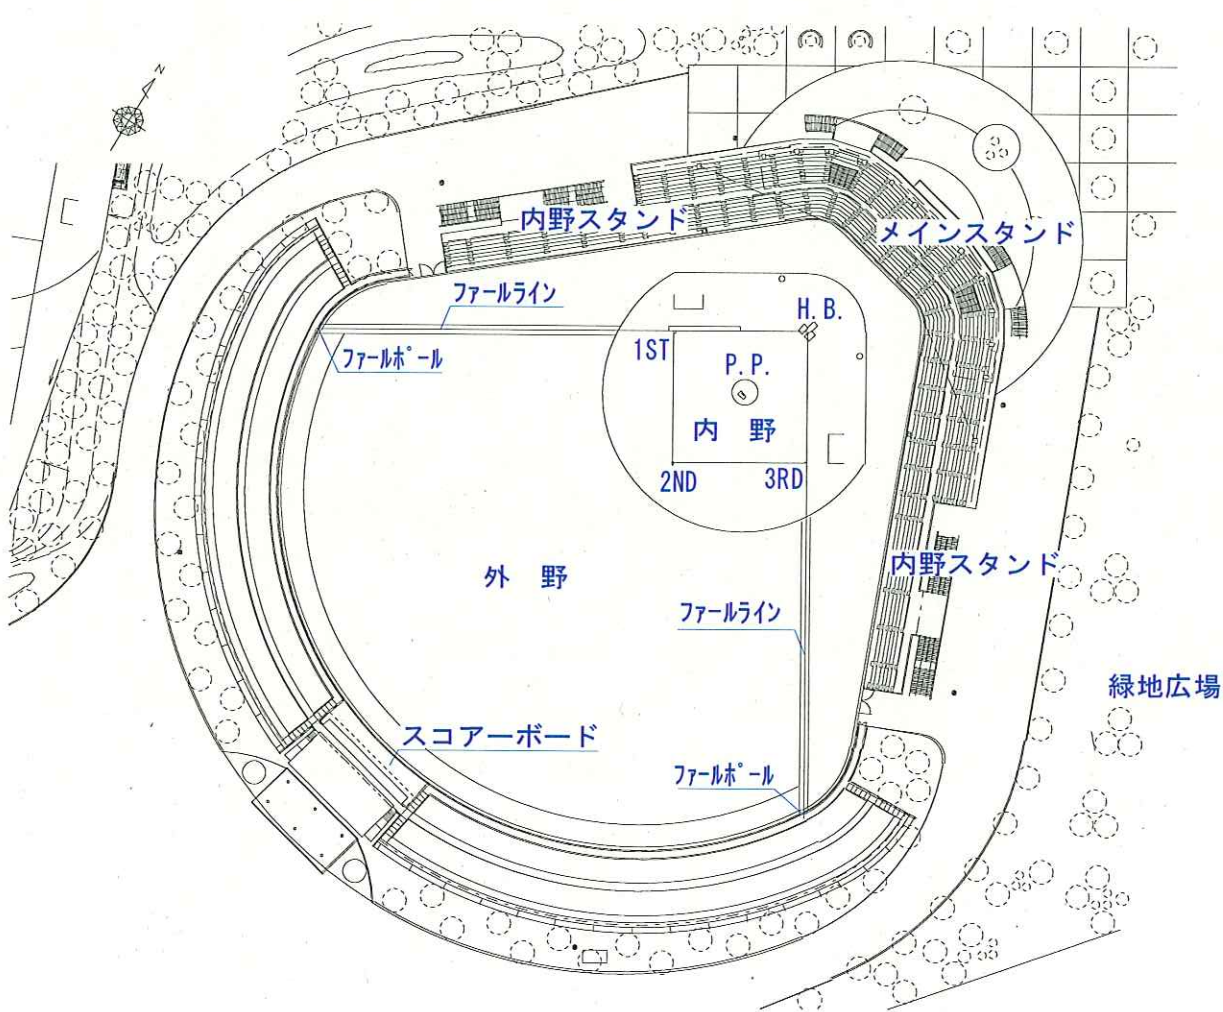 N
内野スタンド
メインスタンド
ファールライン
H.B.
ファールポール
1ST
P.P.
内 野
2ND
3RD
内野スタンド
外 野
ファールライン
緑地広場
スコアーボード
ファールポール